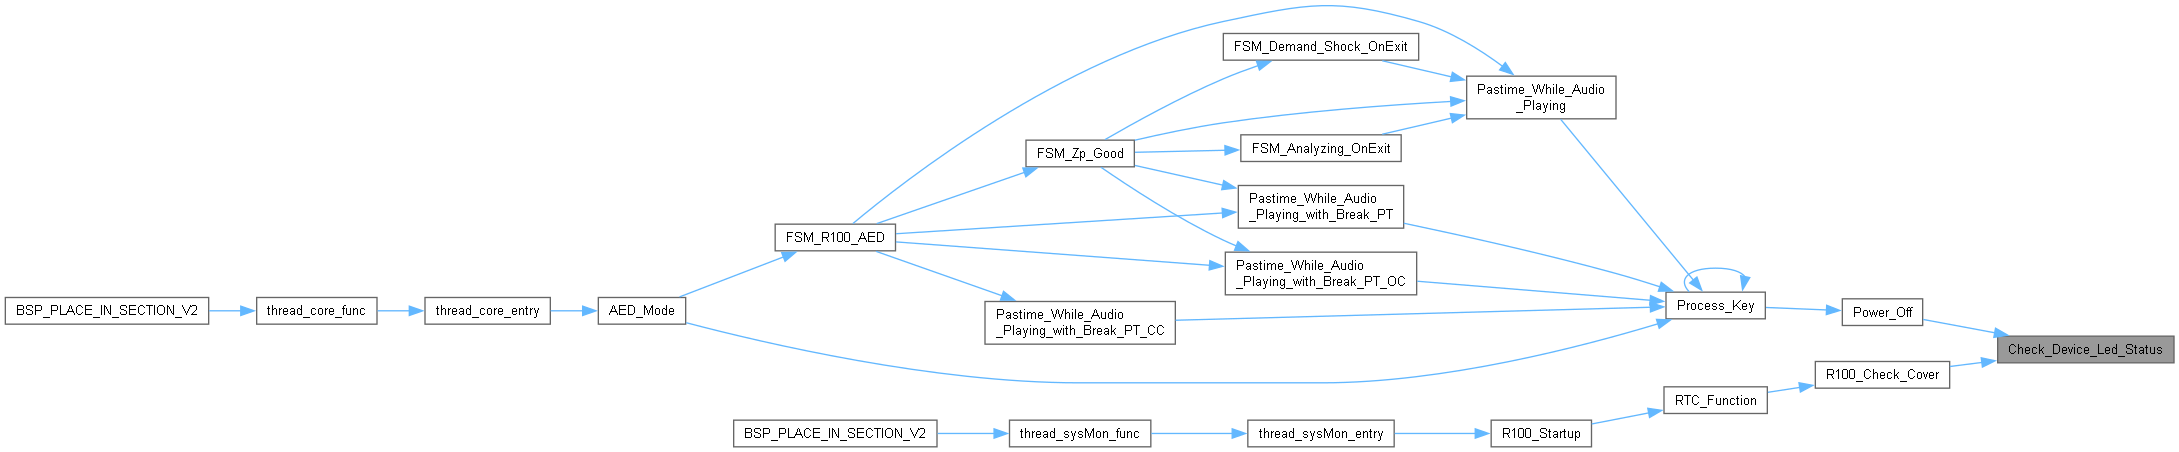 FSM_Demand_Shock_OnExit
Pastime_While_Audio
_Playing
FSM_Analyzing_OnExit
FSM_Zp_Good
Pastime_While_Audio
_Playing_with_Break_PT
FSM_R100_AED
Pastime_While_Audio
_Playing_with_Break_PT_OC
BSP_PLACE_IN_SECTION_V2
thread_core_func
thread_core_entry
AED_Mode
Pastime_While_Audio
_Playing_with_Break_PT_CC
Process_Key
Power_Off
Check_Device_Led_Status
R100_Check_Cover
RTC_Function
BSP_PLACE_IN_SECTION_V2
thread_sysMon_func
thread_sysMon_entry
R100_Startup